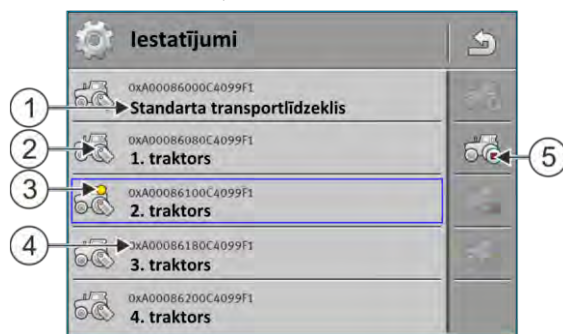 Iestatījumi
0xA00086000C4099F1
Standarta transportlīdzeklis
0xA00086080C4099F1
1. traktors
0xA00086100C4099F1
2. traktors
0xA00086180C4099F1
3. traktors
0xA00086200C4099F1
4. traktors
1
2
3
4
5